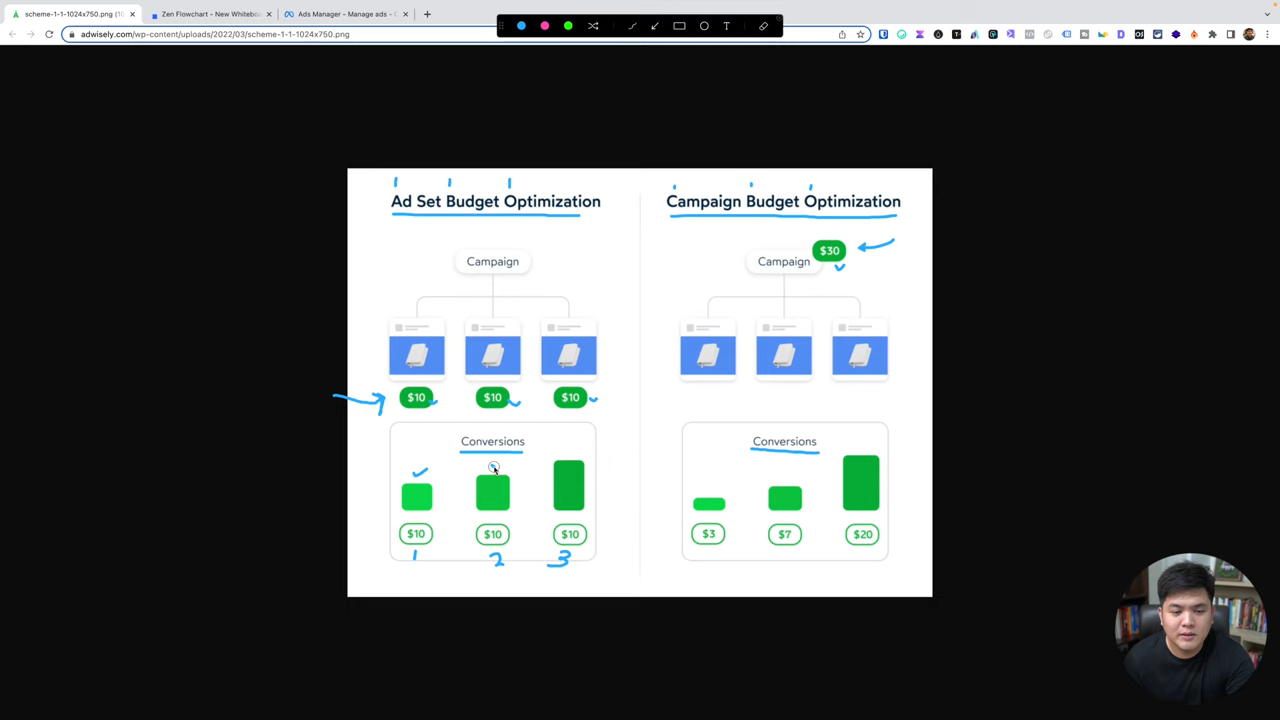 scheme-1-1-1024x750.png (10
Zen Flowchart - New Whiteboa
Ads Manager - Manage ads - C
adwisely.com/wp-content/uploads/2022/03/scheme-1-1-1024x750.png
Ad Set Budget Optimization
Campaign
$10 $10 $10
Conversions
$10 $10 $10
1 2 3
Campaign Budget Optimization
$30
Campaign
Conversions
$3 $7 $20